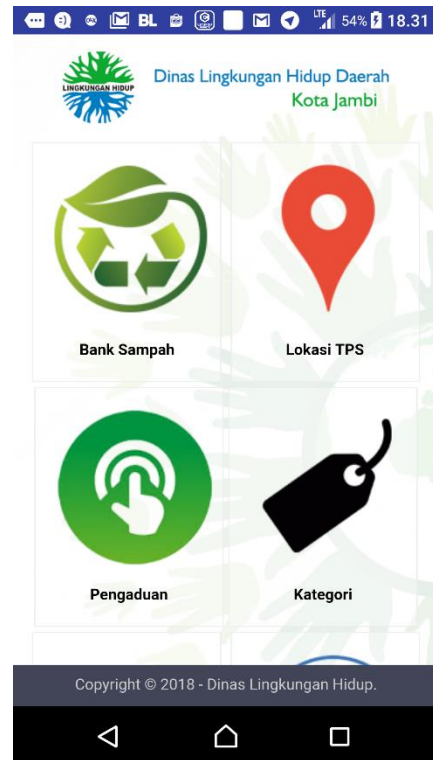 BL LTE 54% 18.31
LINGKUNGAN HIDUP
Dinas Lingkungan Hidup Daerah
Kota Jambi
Bank Sampah
Lokasi TPS
Pengaduan
Kategori
Copyright © 2018 - Dinas Lingkungan Hidup.